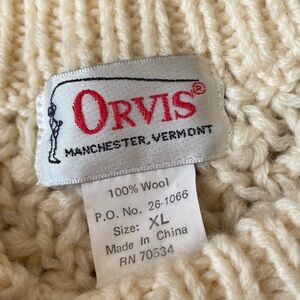 ORVIS®
MANCHESTER, VERMONT
100% Wool
P.O. No. 26-1066
Size: XL
Made In China
RN 70534